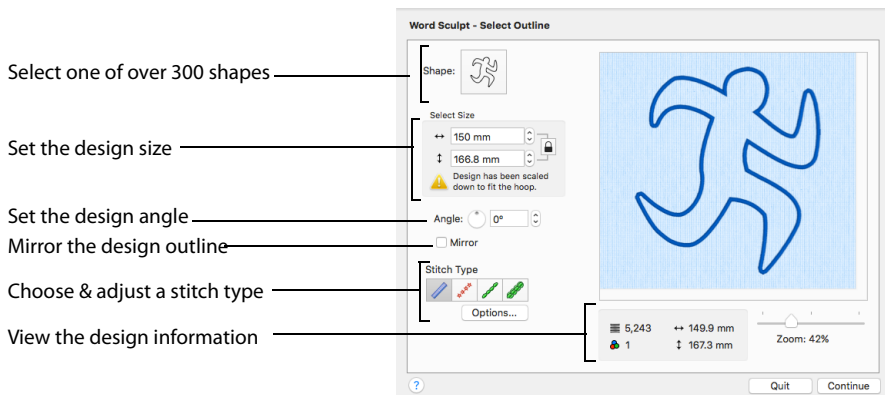 Word Sculpt - Select Outline
Select one of over 300 shapes
Shape:
Select Size
150 mm
166.8 mm
Design has been scaled
down to fit the hoop.
Set the design size
Set the design angle
Angle: 0°
Mirror the design outline
Mirror
Stitch Type
Choose & adjust a stitch type
Options...
View the design information
5,243 149.9 mm
1 167.3 mm
Zoom: 42%
?
Quit Continue